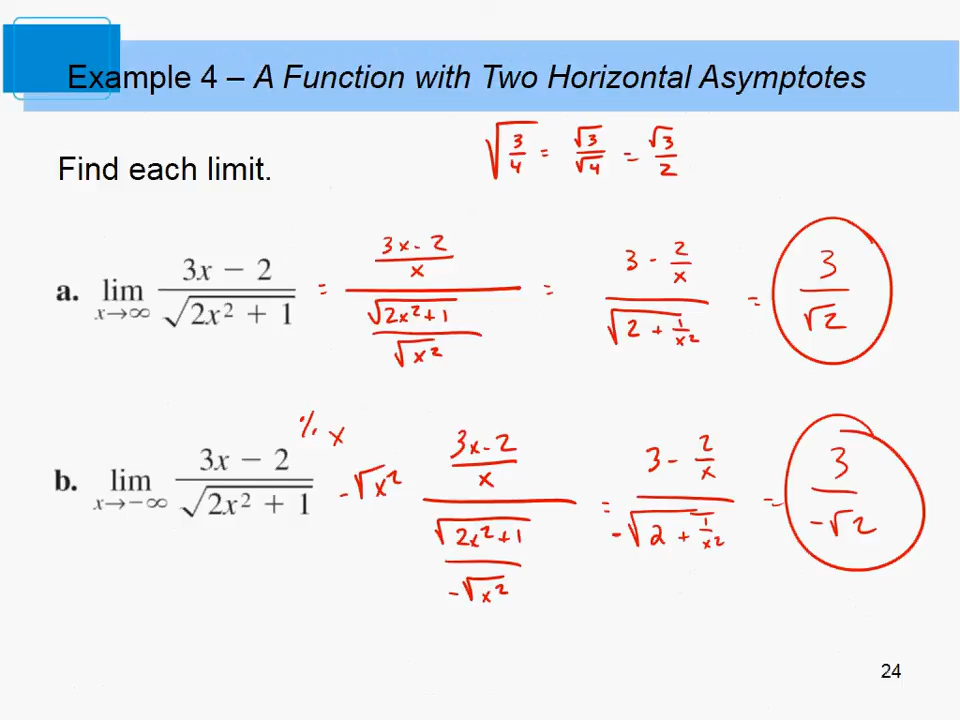 Example 4 – A Function with Two Horizontal Asymptotes
√(3/4) = √3/√4 = √3/2
Find each limit.
a. lim x→∞ (3x − 2)/√(2x² + 1) = ((3x - 2)/x)/(√(2x² + 1)/√(x²)) = (3 - 2/x)/√(2 + 1/x²) = 3/√2
÷ x
b. lim x→−∞ (3x − 2)/√(2x² + 1) -√(x²) ((3x - 2)/x)/(√(2x² + 1)/-√(x²)) = (3 - 2/x)/(-√(2 + 1/x²)) = 3/(-√2)
24